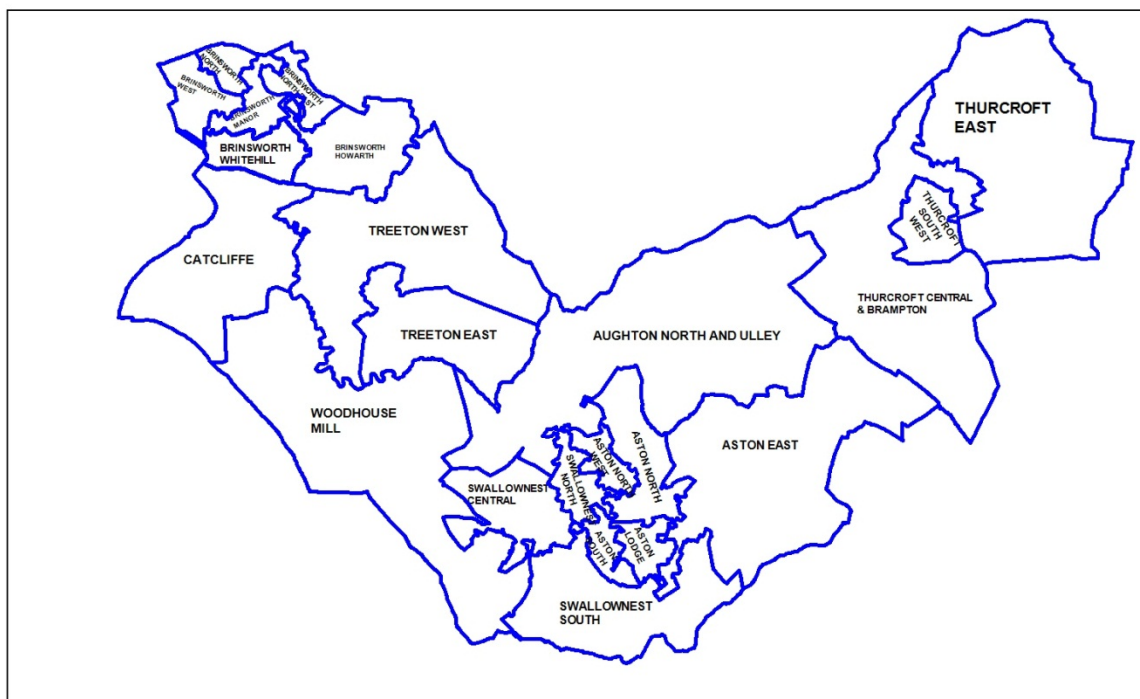 BRINSWORTH
NORTH
BRINSWORTH
WEST
BRINSWORTH
NORTH EAST
BRINSWORTH
MANOR
BRINSWORTH
WHITEHILL
BRINSWORTH
HOWARTH
THURCROFT
EAST
THURCROFT
SOUTH
WEST
TREETON WEST
CATCLIFFE
THURCROFT CENTRAL
& BRAMPTON
TREETON EAST
AUGHTON NORTH AND ULLEY
WOODHOUSE
MILL
ASTON EAST
ASTON NORTH
ASTON NORTH
WEST
SWALLOWNEST
NORTH
SWALLOWNEST
CENTRAL
ASTON
LODGE
ASTON
SOUTH
SWALLOWNEST
SOUTH